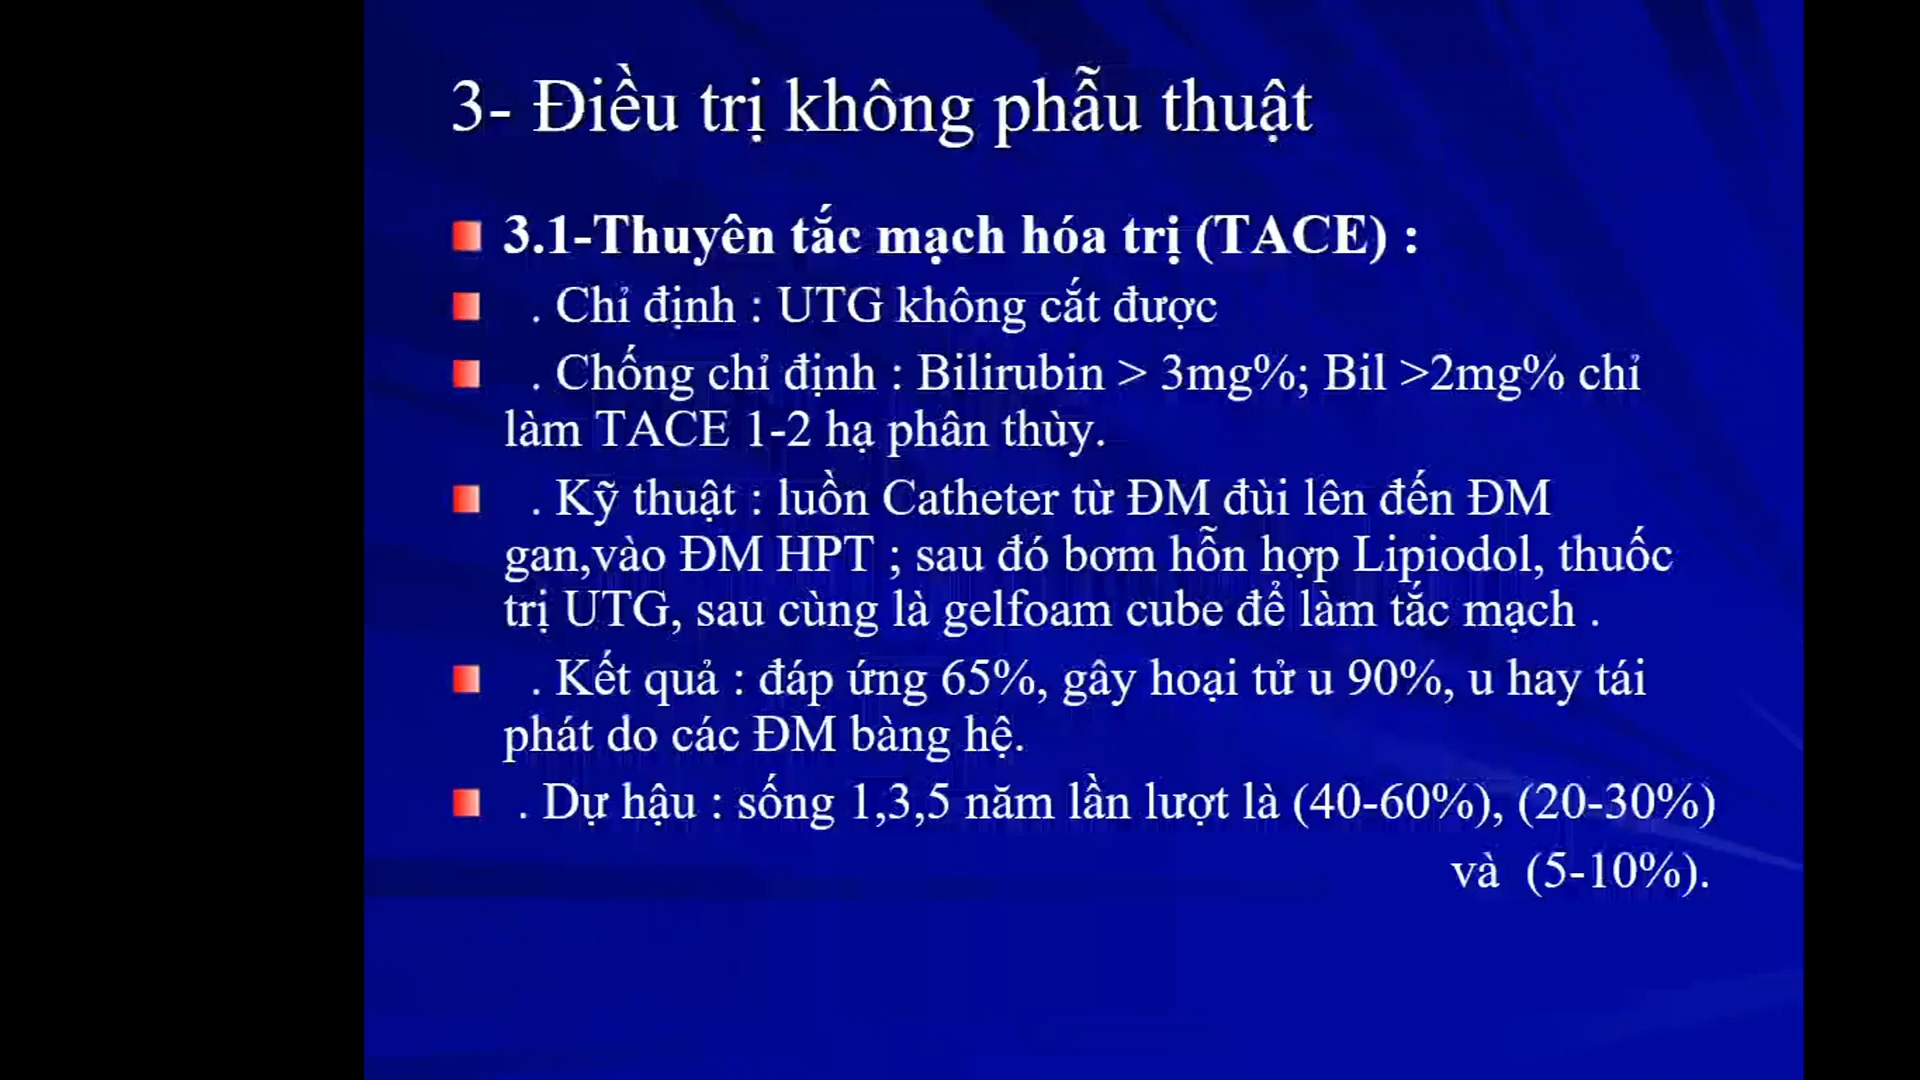 3- Điều trị không phẫu thuật
3.1-Thuyên tắc mạch hóa trị (TACE) :
. Chỉ định : UTG không cắt được
. Chống chỉ định : Bilirubin > 3mg%; Bil >2mg% chỉ
làm TACE 1-2 hạ phân thùy.
. Kỹ thuật : luồn Catheter từ ĐM đùi lên đến ĐM
gan,vào ĐM HPT ; sau đó bơm hỗn hợp Lipiodol, thuốc
trị UTG, sau cùng là gelfoam cube để làm tắc mạch .
. Kết quả : đáp ứng 65%, gây hoại tử u 90%, u hay tái
phát do các ĐM bàng hệ.
. Dự hậu : sống 1,3,5 năm lần lượt là (40-60%), (20-30%)
và (5-10%).